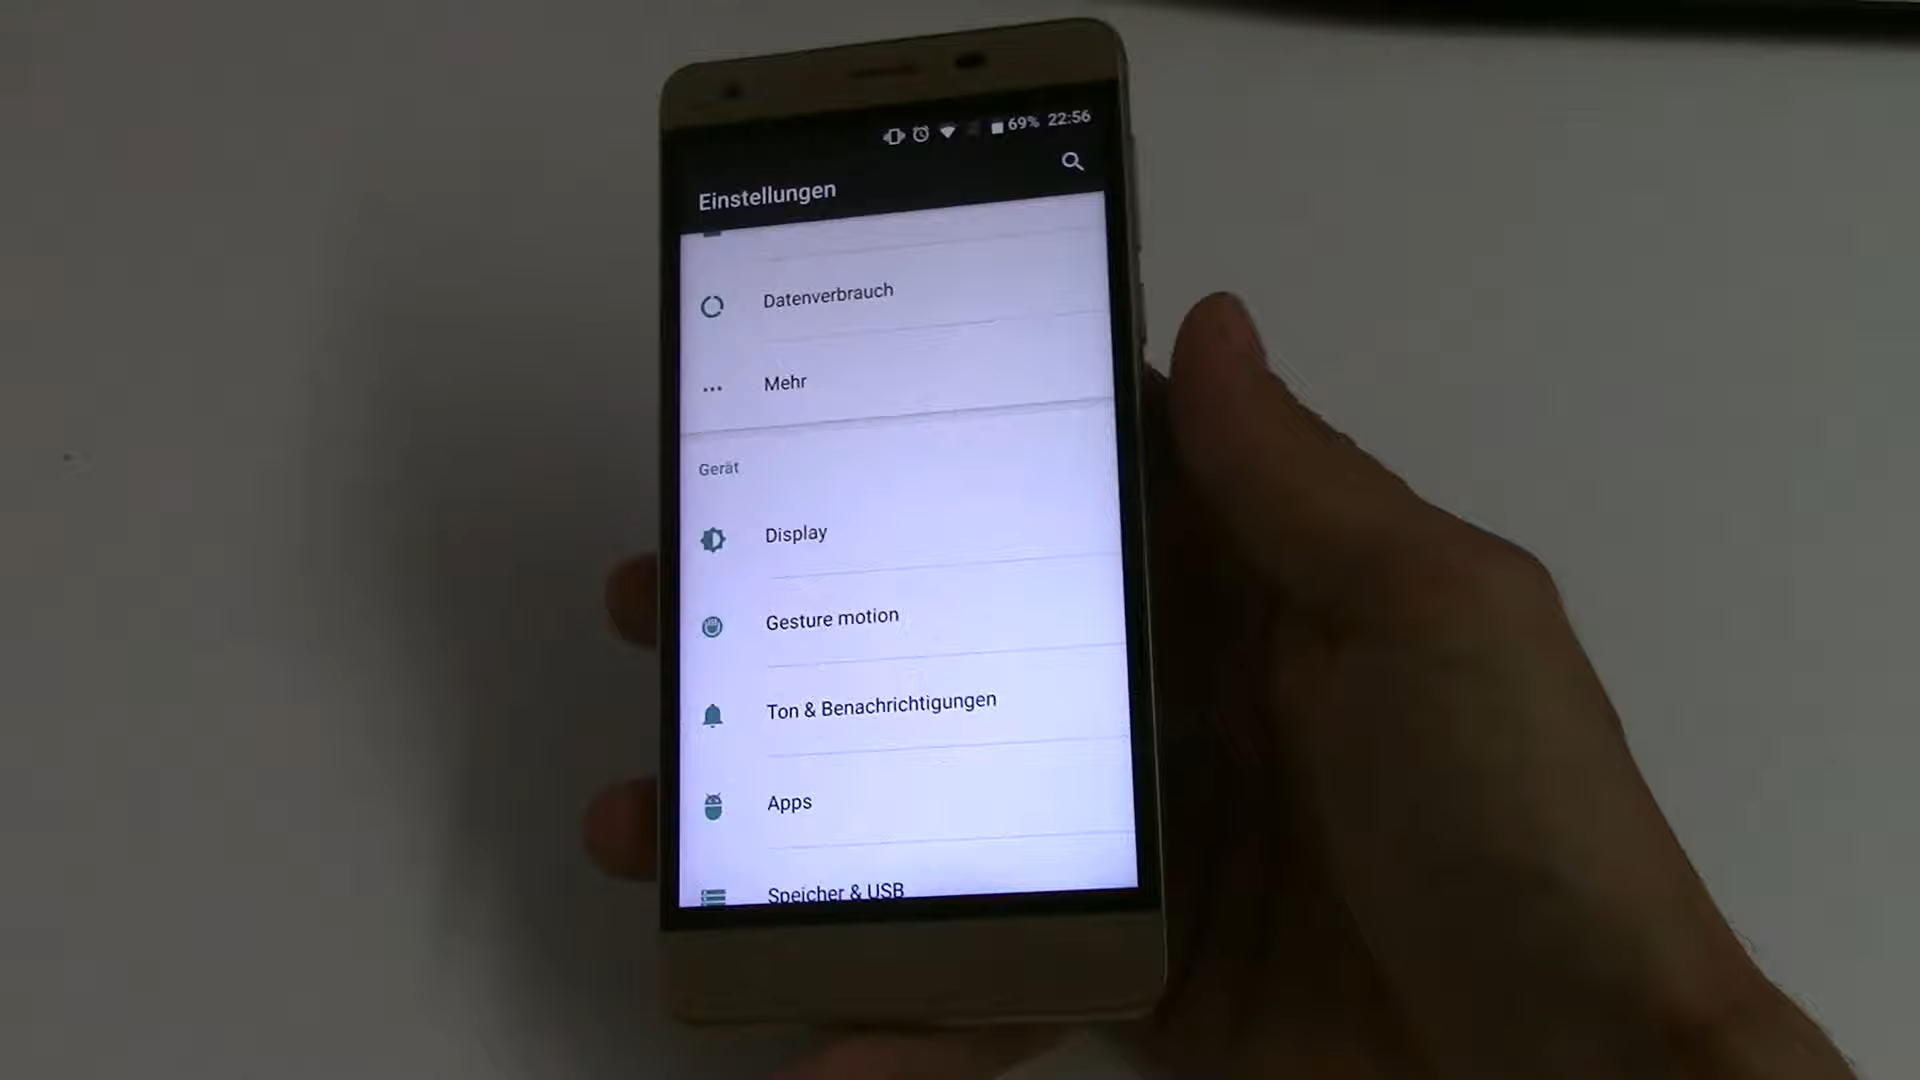 69% 22:56
Einstellungen
Datenverbrauch
Mehr
Gerät
Display
Gesture motion
Ton & Benachrichtigungen
Apps
Speicher & USB